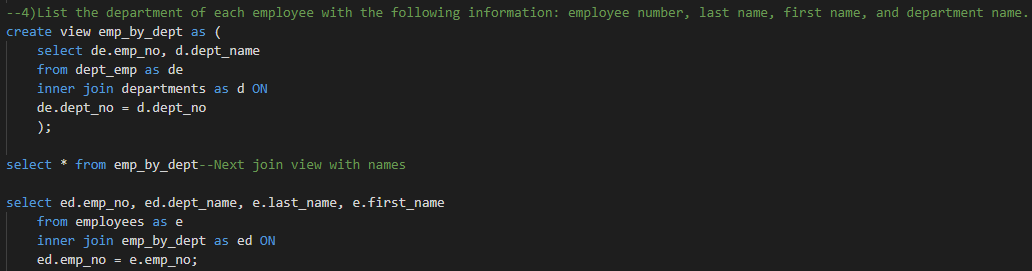 --4)List the department of each employee with the following information: employee number, last name, first name, and department name.
create view emp_by_dept as (
select de.emp_no, d.dept_name
from dept_emp as de
inner join departments as d ON
de.dept_no = d.dept_no
);
select * from emp_by_dept--Next join view with names
select ed.emp_no, ed.dept_name, e.last_name, e.first_name
from employees as e
inner join emp_by_dept as ed ON
ed.emp_no = e.emp_no;